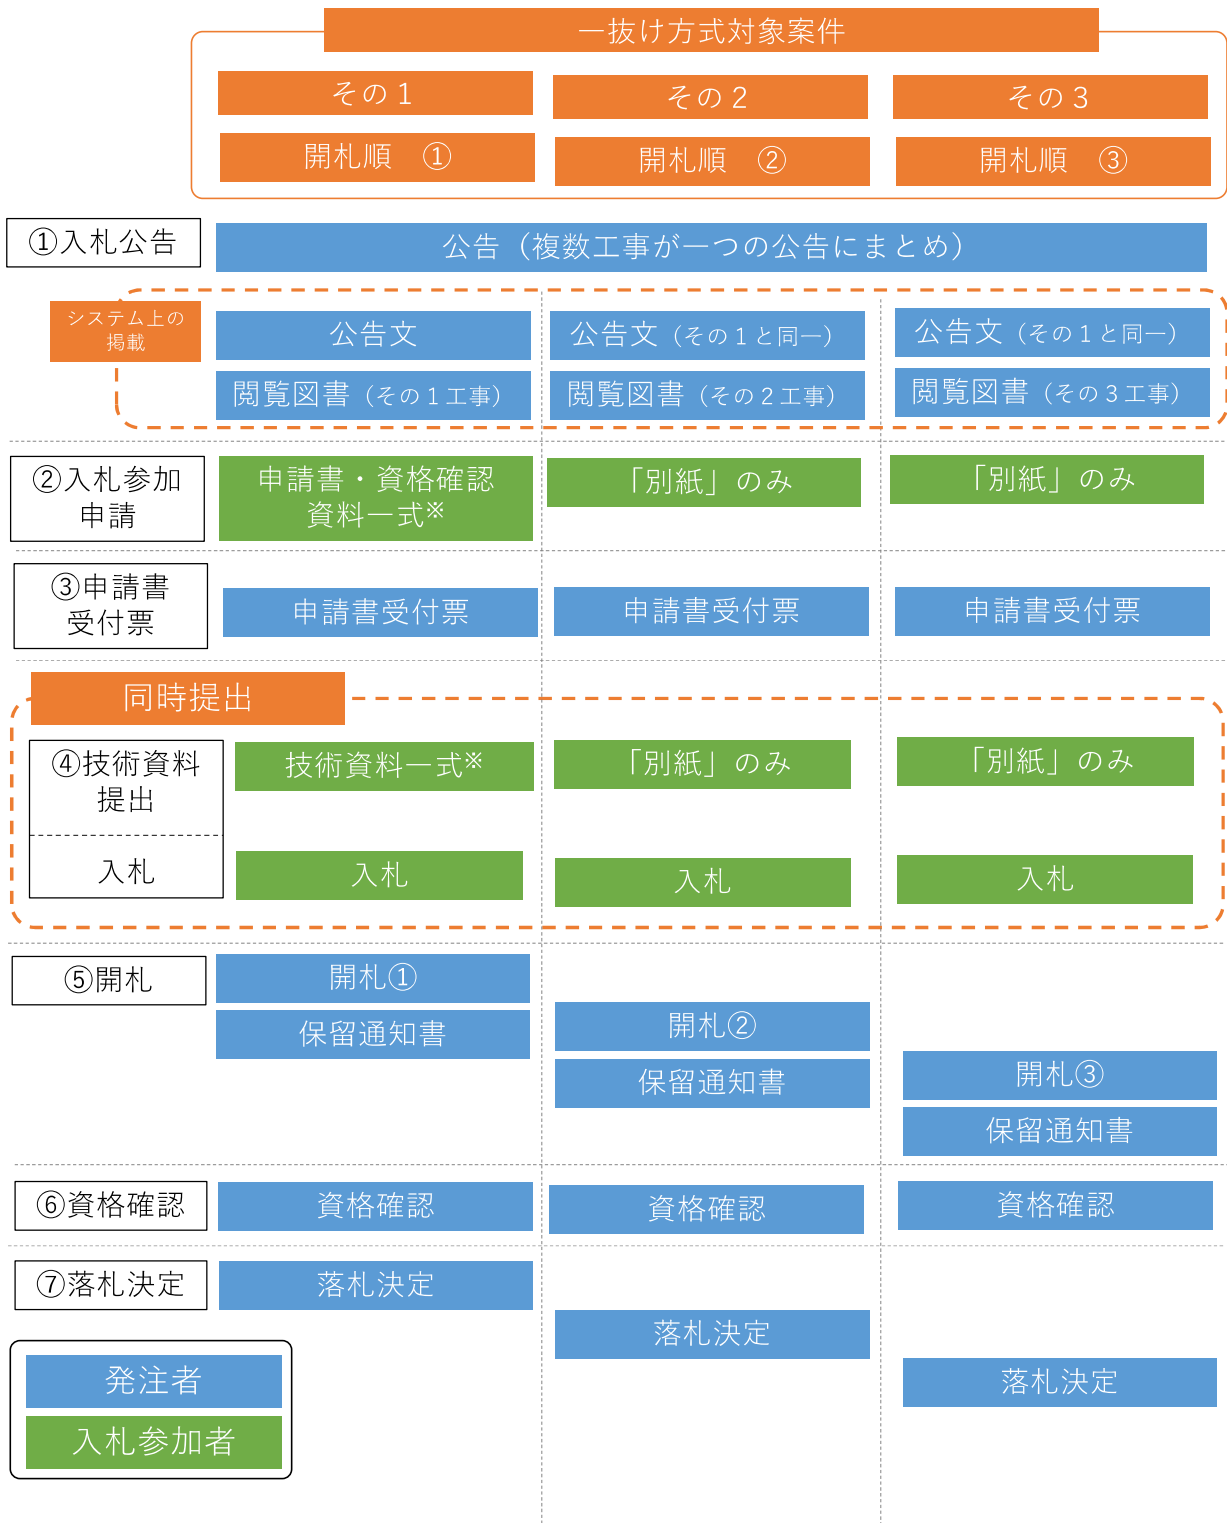 一抜け方式対象案件
その１
その２
その３
開札順　①
開札順　②
開札順　③
①入札公告
公告（複数工事が一つの公告にまとめ）
システム上の
掲載
公告文
公告文（その１と同一）
公告文（その１と同一）
閲覧図書（その１工事）
閲覧図書（その２工事）
閲覧図書（その３工事）
②入札参加
申請
申請書・資格確認
資料一式※
「別紙」のみ
「別紙」のみ
③申請書
受付票
申請書受付票
申請書受付票
申請書受付票
同時提出
④技術資料
提出
技術資料一式※
「別紙」のみ
「別紙」のみ
入札
入札
入札
入札
⑤開札
開札①
保留通知書
開札②
保留通知書
開札③
保留通知書
⑥資格確認
資格確認
資格確認
資格確認
⑦落札決定
落札決定
落札決定
落札決定
発注者
入札参加者